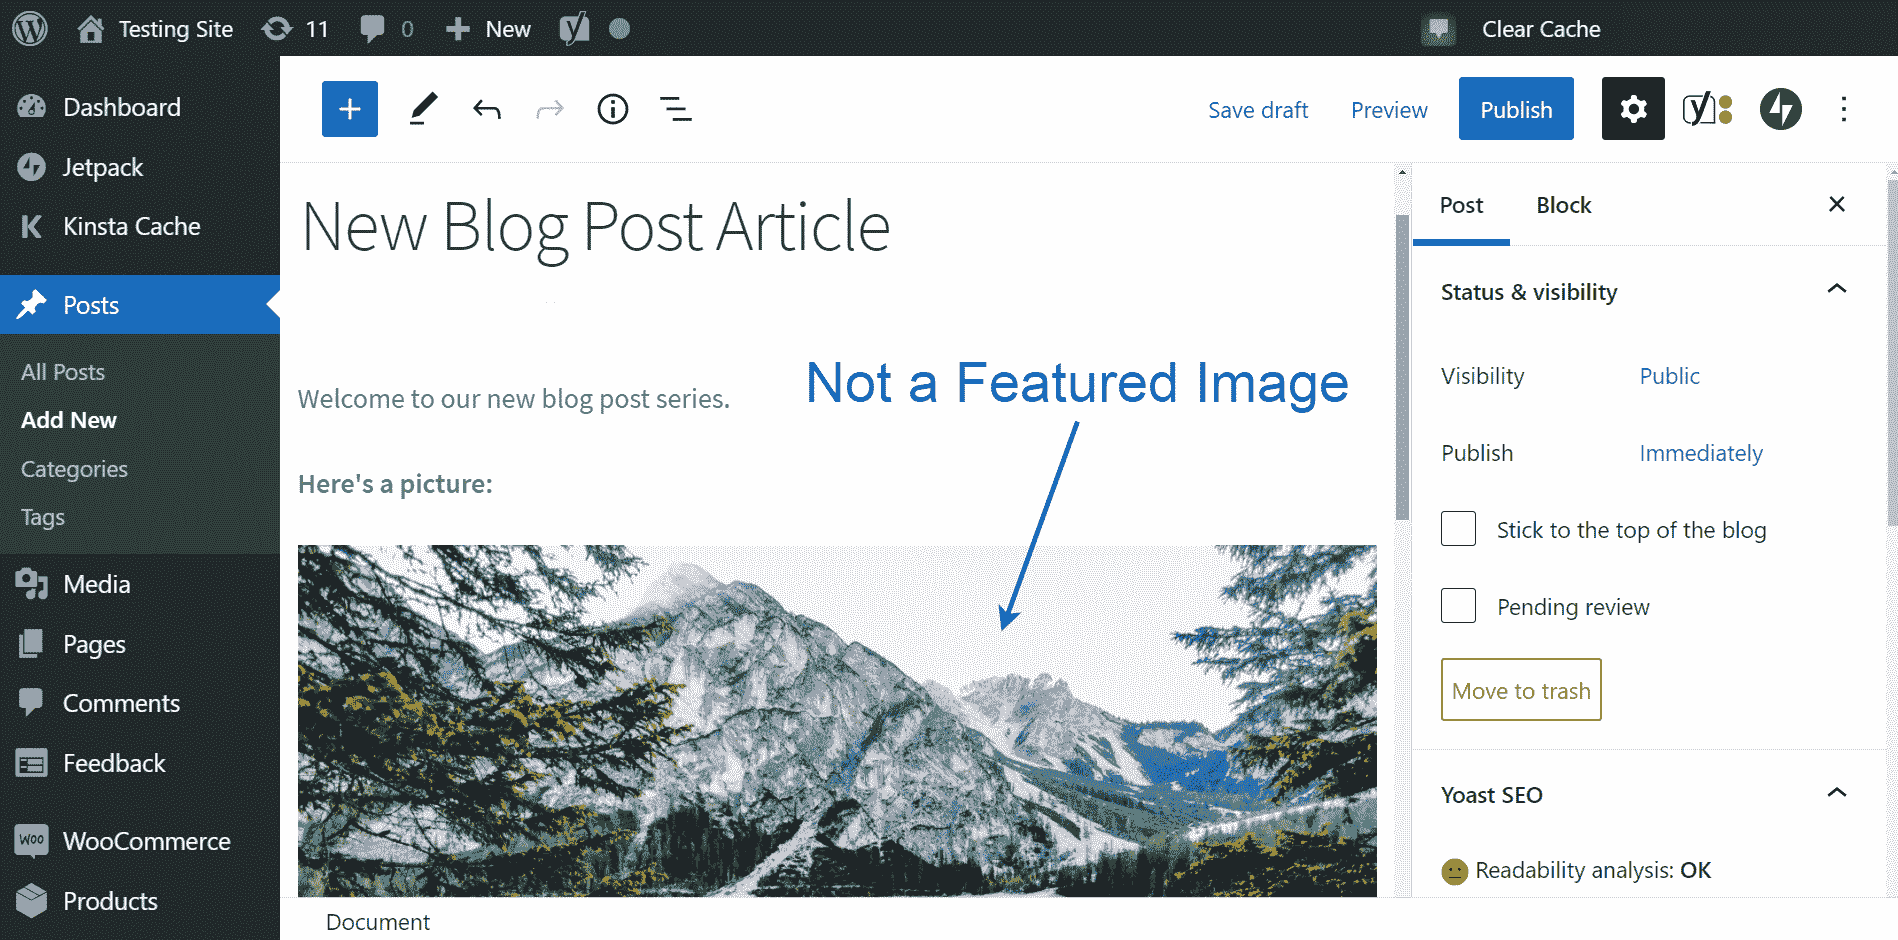 Testing Site 11 0 New Clear Cache
Dashboard
Jetpack
Kinsta Cache
Posts
All Posts
Add New
Categories
Tags
Media
Pages
Comments
Feedback
WOO WooCommerce
Products
Save draft Preview Publish
New Blog Post Article
Welcome to our new blog post series.
Not a Featured Image
Here's a picture:
Document
Post Block
Status & visibility
Visibility Public
Publish Immediately
Stick to the top of the blog
Pending review
Move to trash
Yoast SEO
Readability analysis: OK